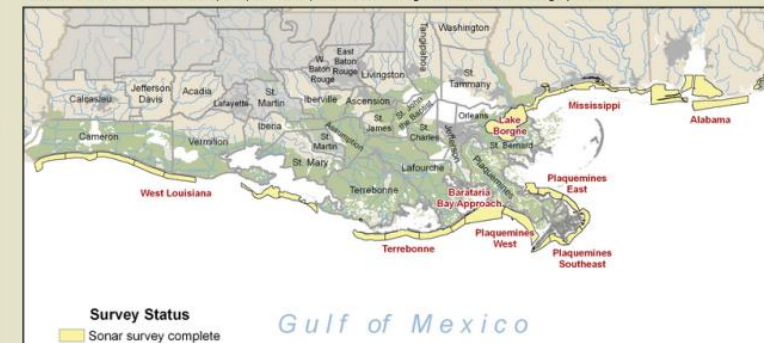 Washington
Tangipahoa
East
Baton
Rouge
W.
Baton
Rouge
Livingston
St.
Tammany
Calcasieu
Jefferson
Davis
Acadia
Lafayette
St.
Martin
Iberville
Ascension
St. John
the Baptist
Orleans
Lake
Borgne
Mississippi
Alabama
Cameron
Vermilion
Iberia
St.
Martin
Assumption
St.
James
St.
Charles
Jefferson
St. Bernard
St. Mary
Lafourche
Plaquemines
Plaquemines
East
West Louisiana
Terrebonne
Barataria
Bay Approach
Terrebonne
Plaquemines
West
Plaquemines
Southeast
Survey Status
Sonar survey complete
Gulf of Mexico